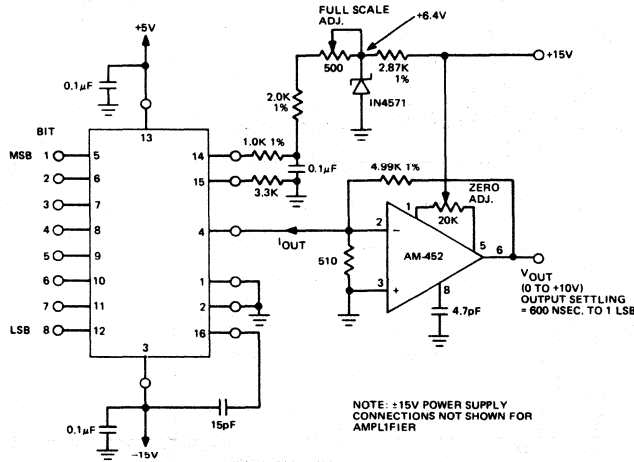 FULL SCALE
ADJ.
+6.4V
+5V
500
2.87K
1%
+15V
0.1µF
2.0K
1%
IN4571
BIT
13
MSB 1 5
1.0K 1%
14
0.1µF
4.99K 1%
2 6
15
3.3K
ZERO
ADJ.
3 7
1
20K
4 8
4
IOUT
2
−
AM-452
5
6
5 9
510
VOUT
(0 TO +10V)
OUTPUT SETTLING
= 600 NSEC. TO 1 LSB
6 10
1
3
+
8
7 11
2
4.7pF
LSB 8 12
16
3
0.1µF
15pF
−15V
NOTE: ±15V POWER SUPPLY
CONNECTIONS NOT SHOWN FOR
AMPLIFIER